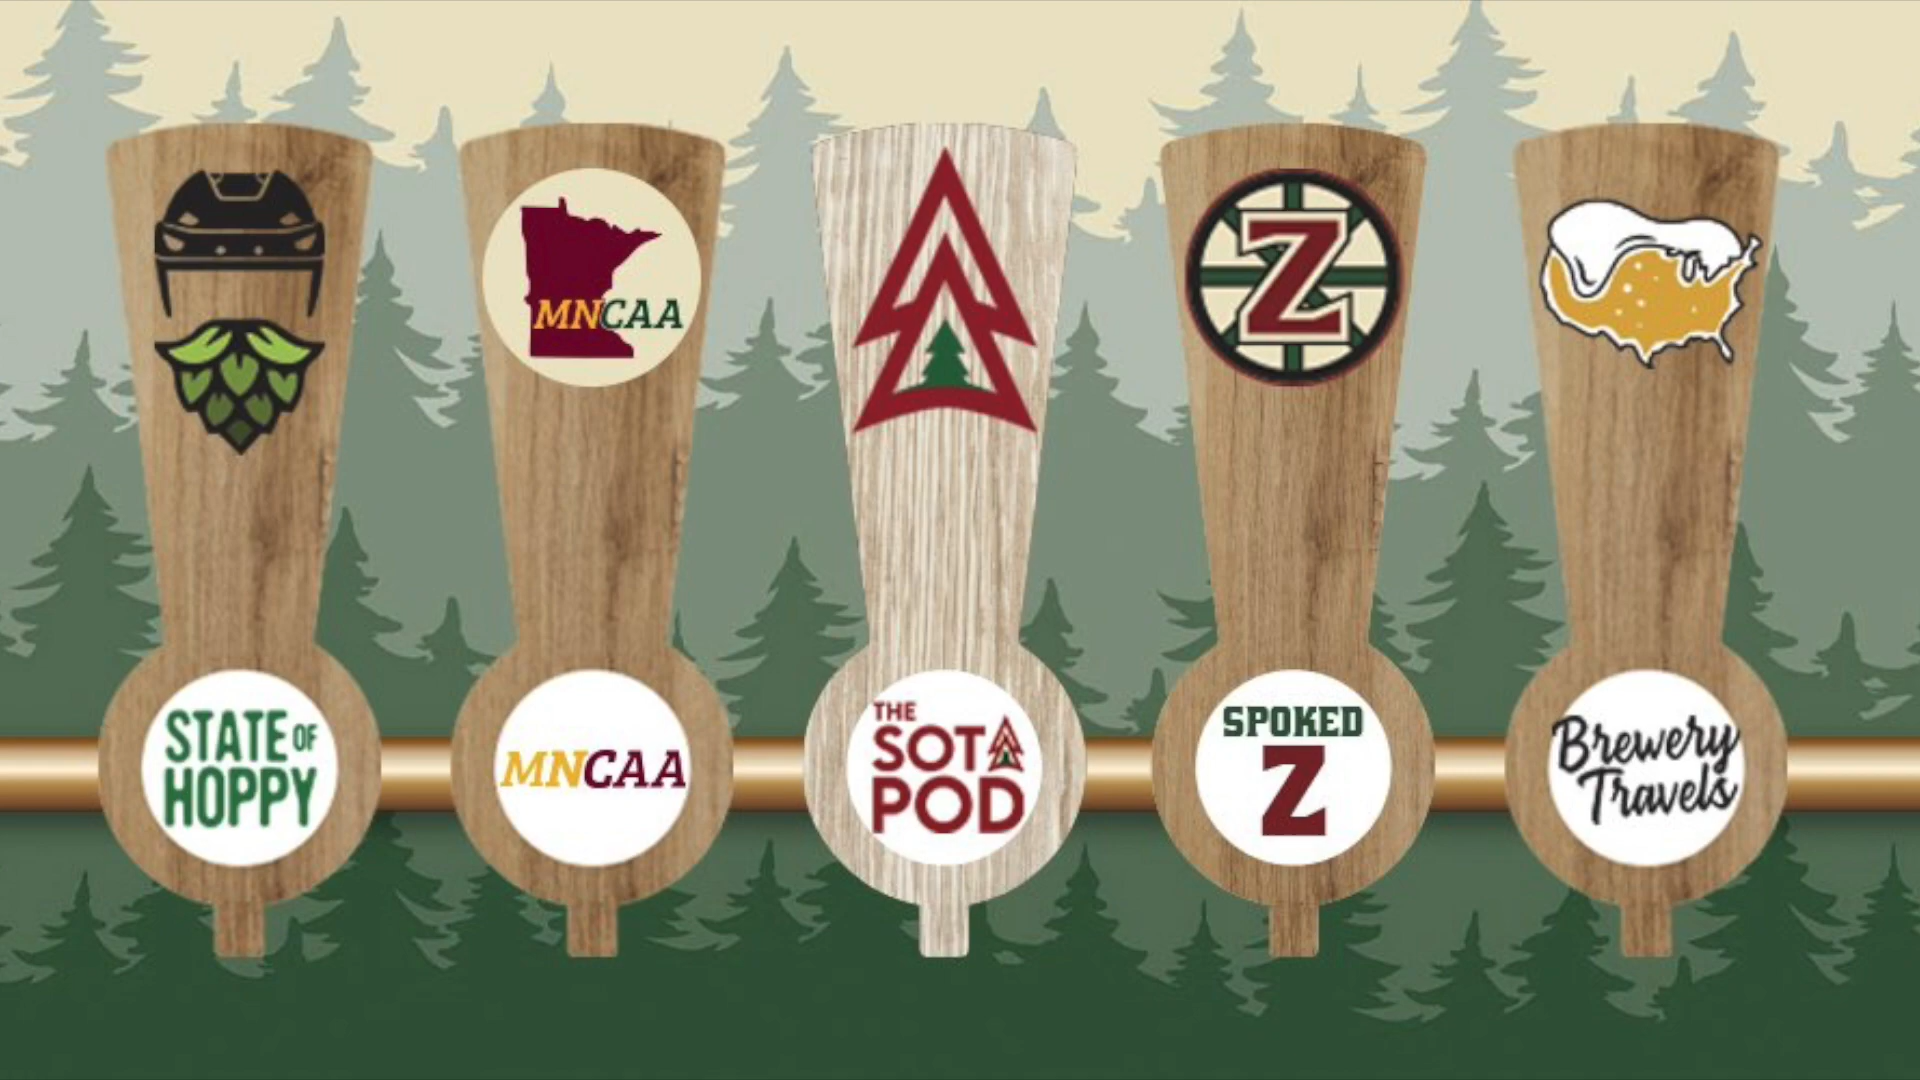 MNCAA
Z
STATE OF
HOPPY
MNCAA
THE
SOTA
POD
SPOKED
Z
Brewery
Travels